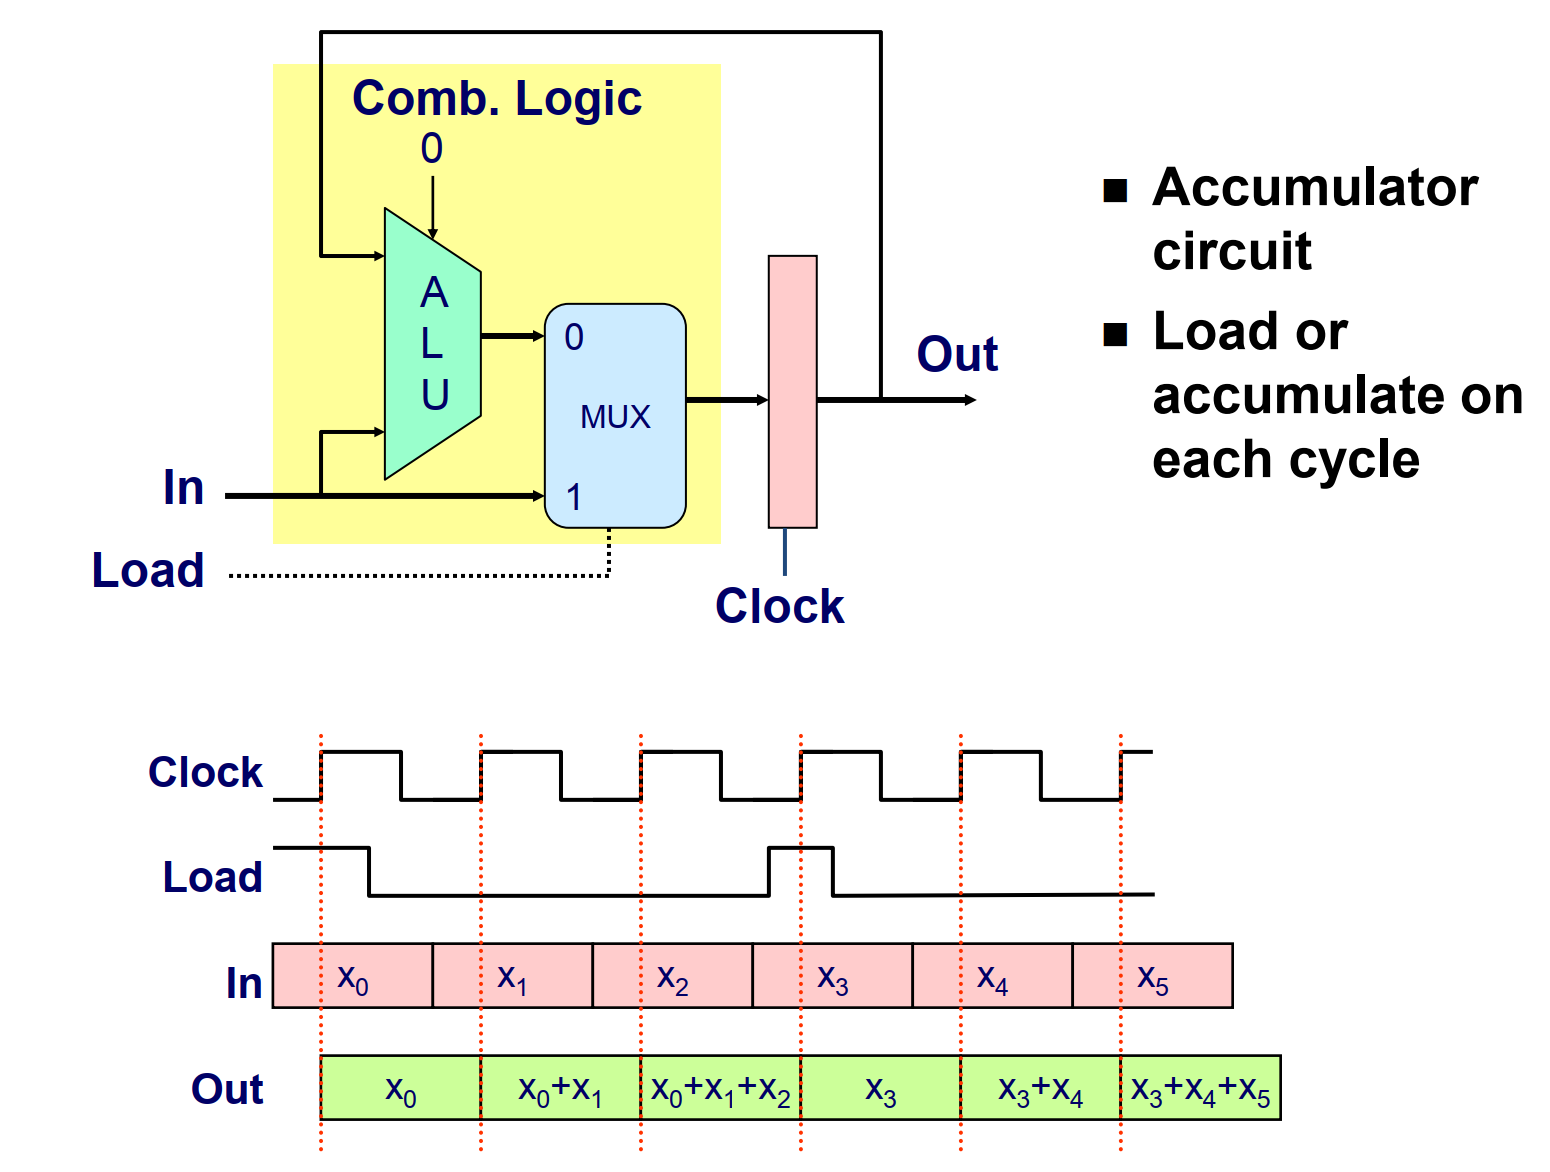 Comb. Logic
0
A
L
U
0
MUX
1
In
Load
Clock
Out
■ Accumulator
circuit
■ Load or
accumulate on
each cycle
Clock
Load
In x₀ x₁ x₂ x₃ x₄ x₅
Out x₀ x₀+x₁ x₀+x₁+x₂ x₃ x₃+x₄ x₃+x₄+x₅